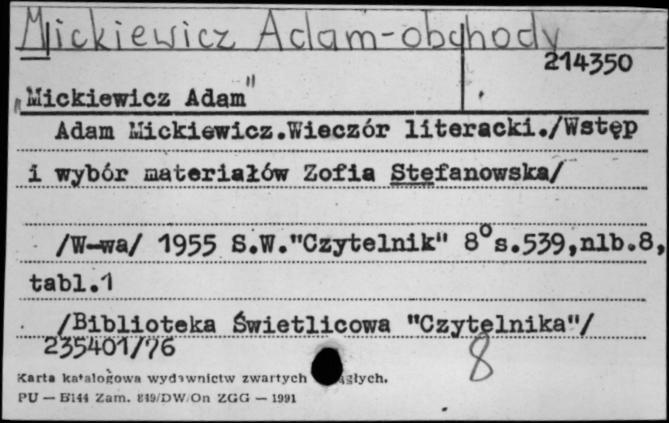 Mickiewicz Adam-obchody
214350
"Mickiewicz Adam"
Adam Mickiewicz.Wieczór literacki./Wstęp
i wybór materiałów Zofia Stefanowska/
/W-wa/ 1955 S.W."Czytelnik" 8° s.539,nlb.8,
tabl.1
/Biblioteka Świetlicowa "Czytelnika"/
235401/76
8
Karta katalogowa wydawnictw zwartych
PU — B144 Zam. 849/DW/On ZGG — 1991